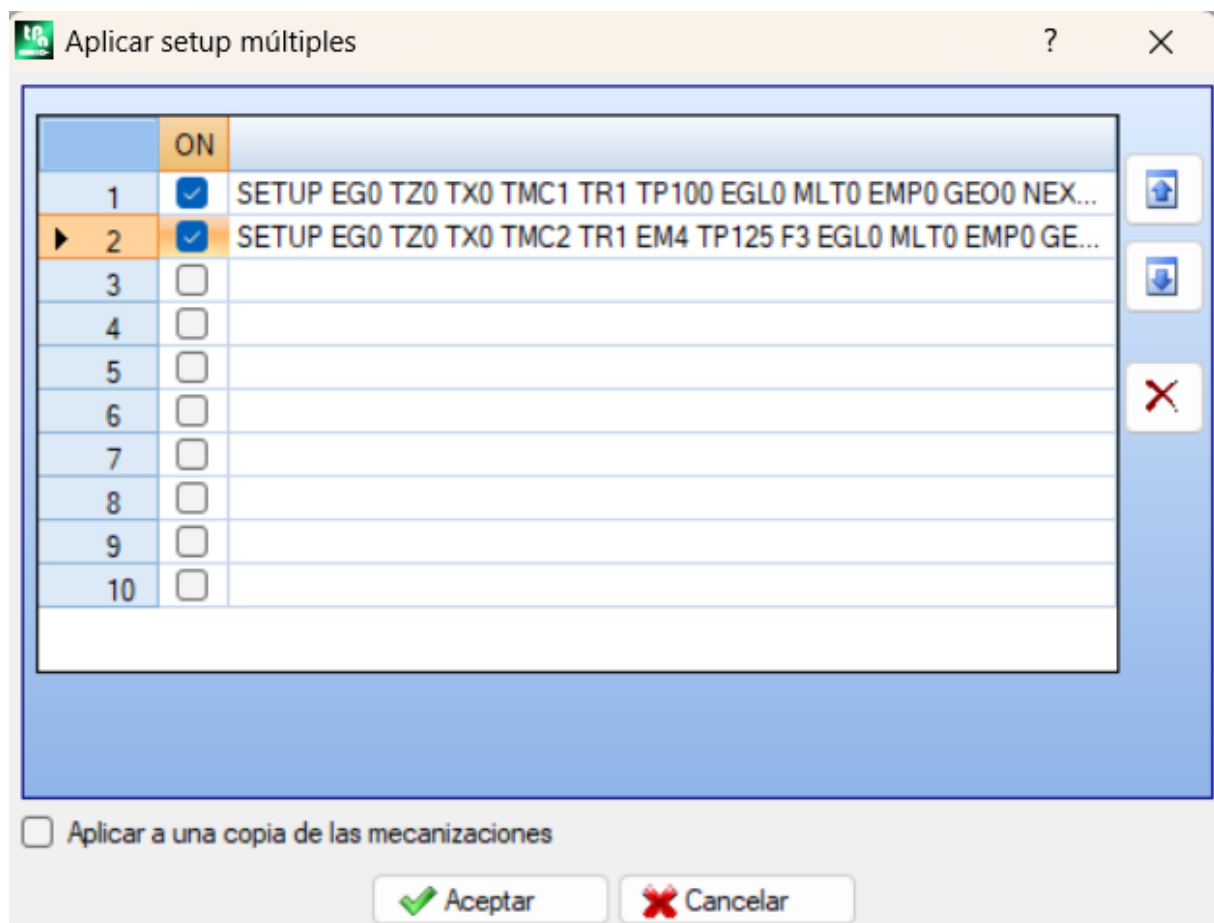 Aplicar setup múltiples ?
ON
1 SETUP EG0 TZ0 TX0 TMC1 TR1 TP100 EGL0 MLT0 EMP0 GEO0 NEX...
2 SETUP EG0 TZ0 TX0 TMC2 TR1 EM4 TP125 F3 EGL0 MLT0 EMP0 GE...
3
4
5
6
7
8
9
10
Aplicar a una copia de las mecanizaciones
Aceptar Cancelar